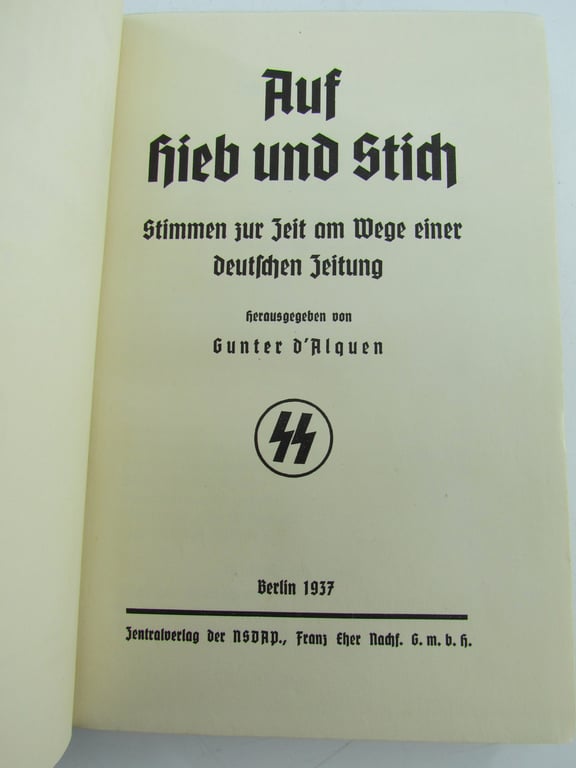 Auf
Hieb und Stich
Stimmen zur Zeit am Wege einer
deutschen Zeitung
Herausgegeben von
Gunter d'Alquen
ᛋᛋ
Berlin 1937
Zentralverlag der NSDAP., Franz Eher Nachf. G. m. b. H.